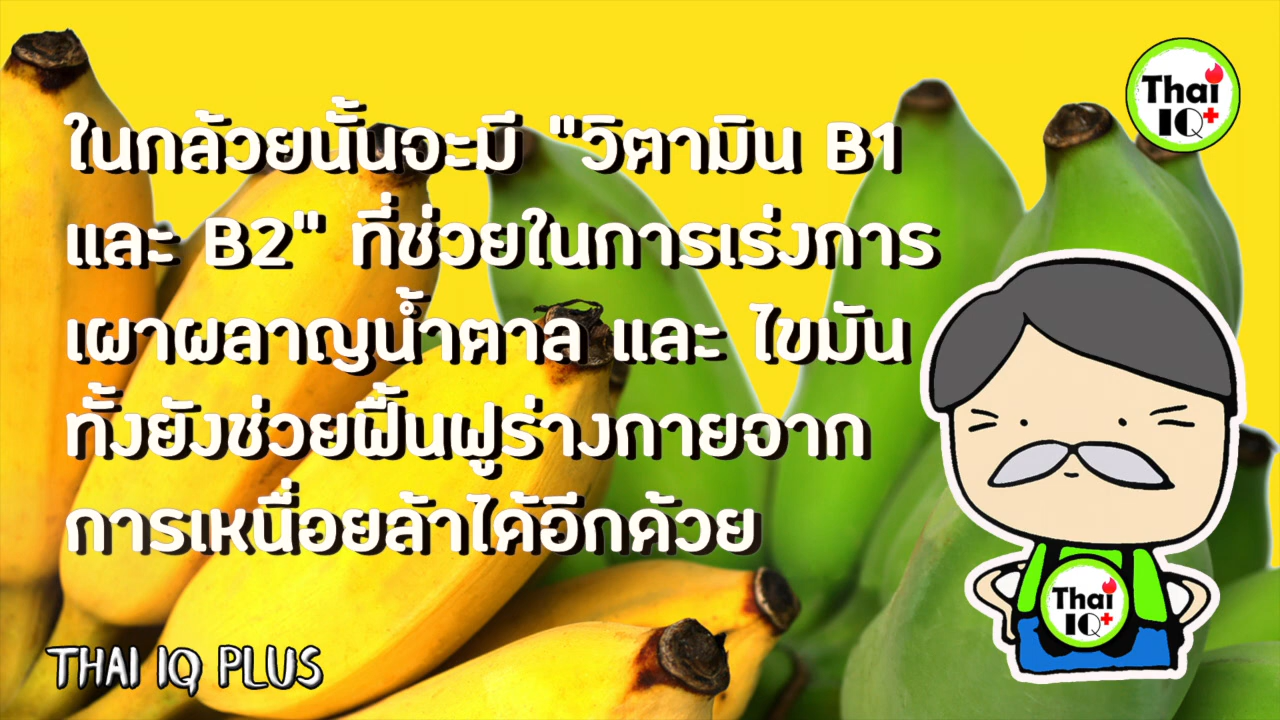 Thai
IQ+
ในกล้วยนั้นจะมี "วิตามิน B1
และ B2" ที่ช่วยในการเร่งการ
เผาผลาญน้ำตาล และ ไขมัน
ทั้งยังช่วยฟื้นฟูร่างกายจาก
การเหนื่อยล้าได้อีกด้วย
Thai
IQ+
THAI IQ PLUS